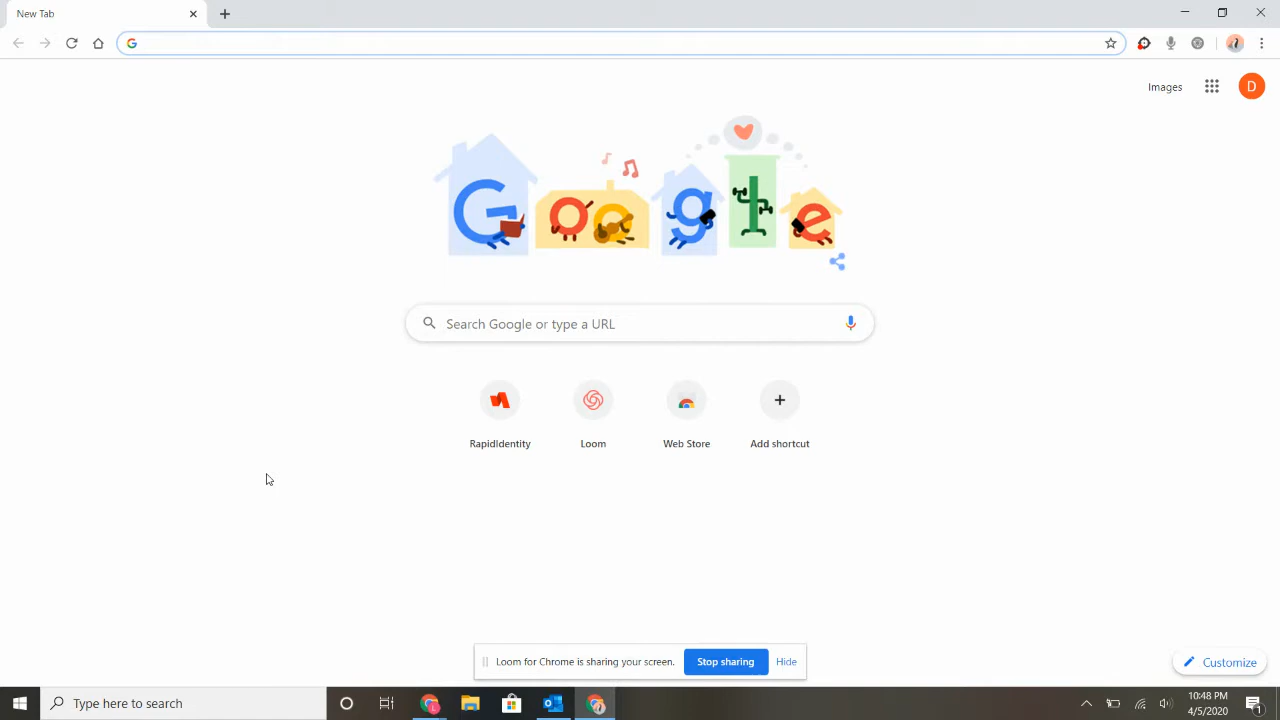 New Tab
Images
D
Google
Search Google or type a URL
RapidIdentity
Loom
Web Store
Add shortcut
Loom for Chrome is sharing your screen.
Stop sharing
Hide
Customize
Type here to search
10:48 PM
4/5/2020
1